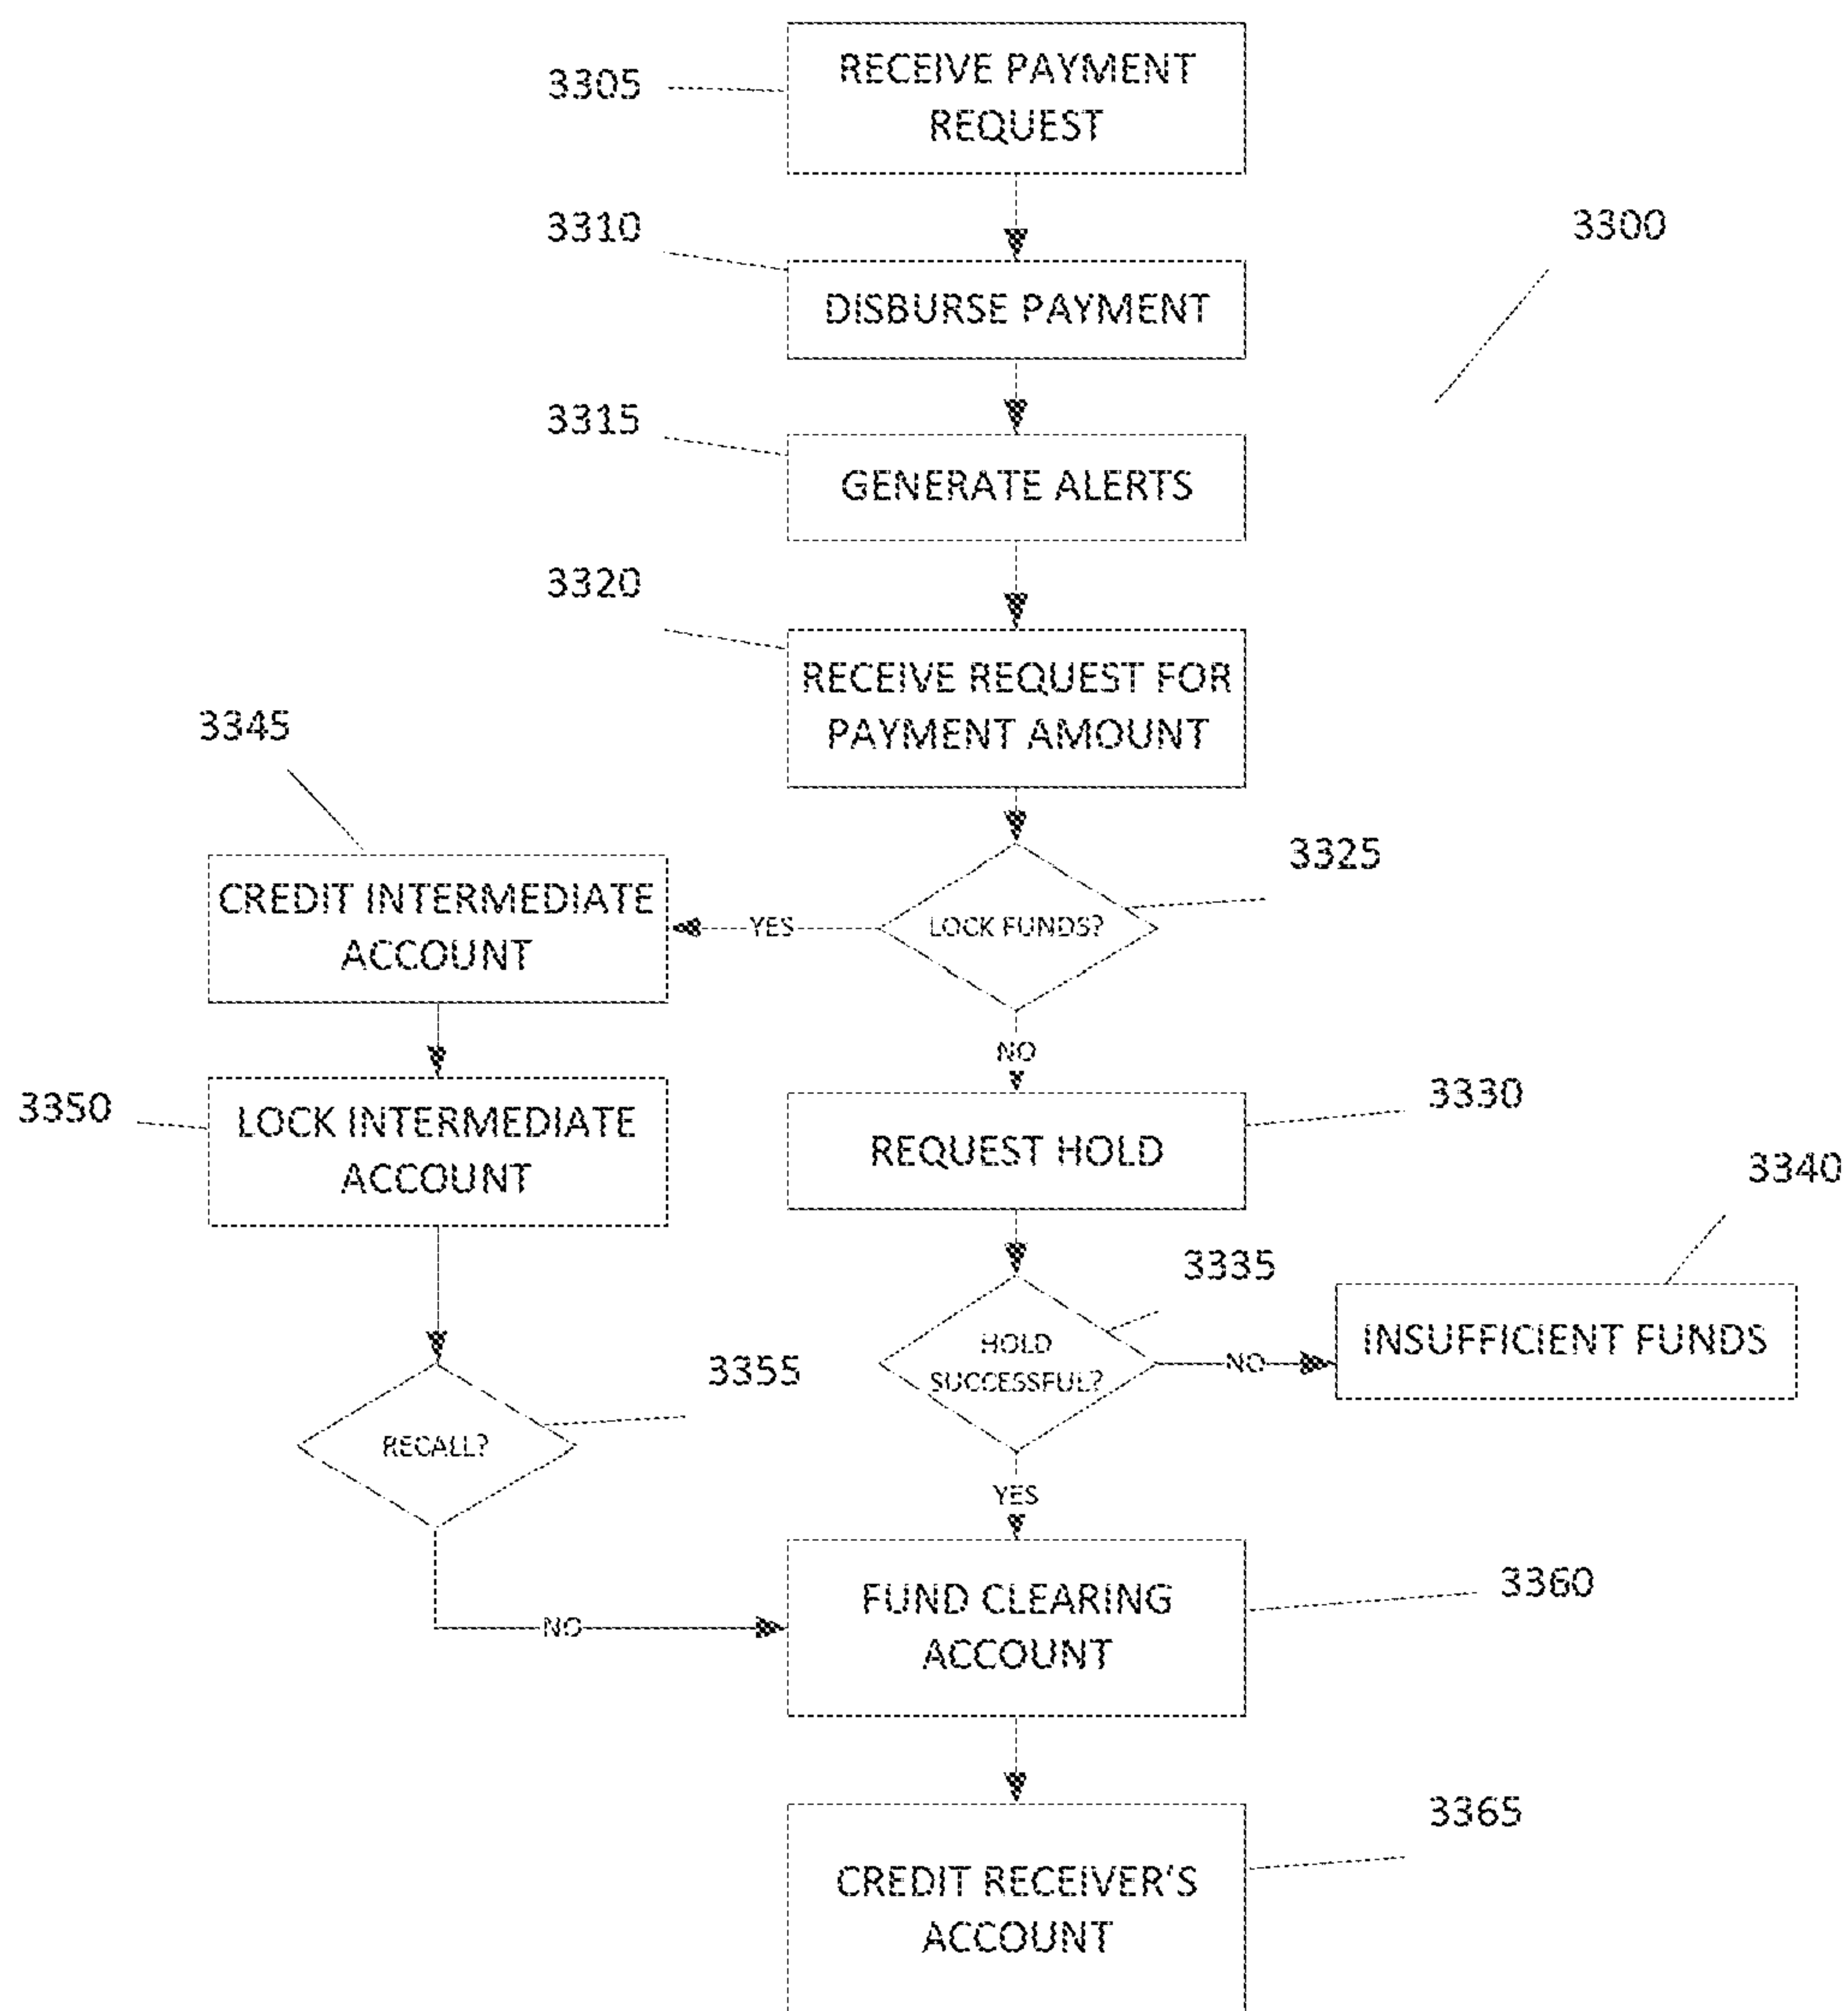 3305
RECEIVE PAYMENT
REQUEST
3310
3300
DISBURSE PAYMENT
3315
GENERATE ALERTS
3320
RECEIVE REQUEST FOR
PAYMENT AMOUNT
3345
3325
CREDIT INTERMEDIATE
ACCOUNT
YES
LOCK FUNDS?
NO
3350
LOCK INTERMEDIATE
ACCOUNT
REQUEST HOLD
3330
3340
3335
HOLD
SUCCESSFUL?
NO
INSUFFICIENT FUNDS
3355
RECALL?
YES
NO
FUND CLEARING
ACCOUNT
3360
CREDIT RECEIVER'S
ACCOUNT
3365